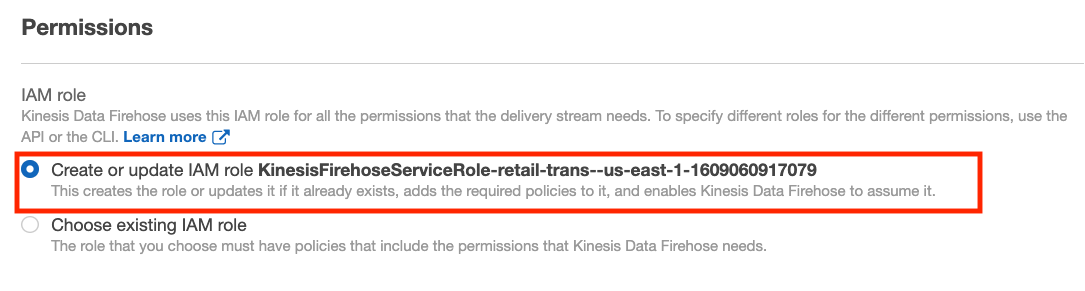 Permissions
IAM role
Kinesis Data Firehose uses this IAM role for all the permissions that the delivery stream needs. To specify different roles for the different permissions, use the
API or the CLI. Learn more
Create or update IAM role KinesisFirehoseServiceRole-retail-trans--us-east-1-1609060917079
This creates the role or updates it if it already exists, adds the required policies to it, and enables Kinesis Data Firehose to assume it.
Choose existing IAM role
The role that you choose must have policies that include the permissions that Kinesis Data Firehose needs.